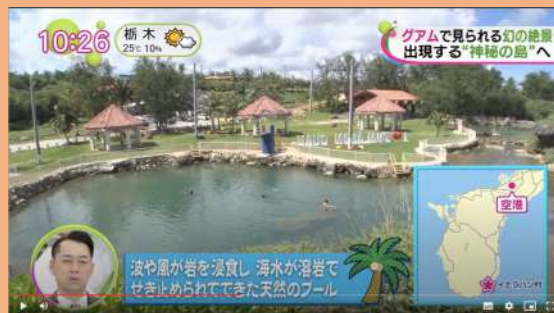 10:26
栃木
25℃ 10%
グアムで見られる幻の絶景
出現する“神秘の島”へ
空港
イナラハン村
波や風が岩を浸食し 海水が溶岩で
せき止められてできた天然のプール